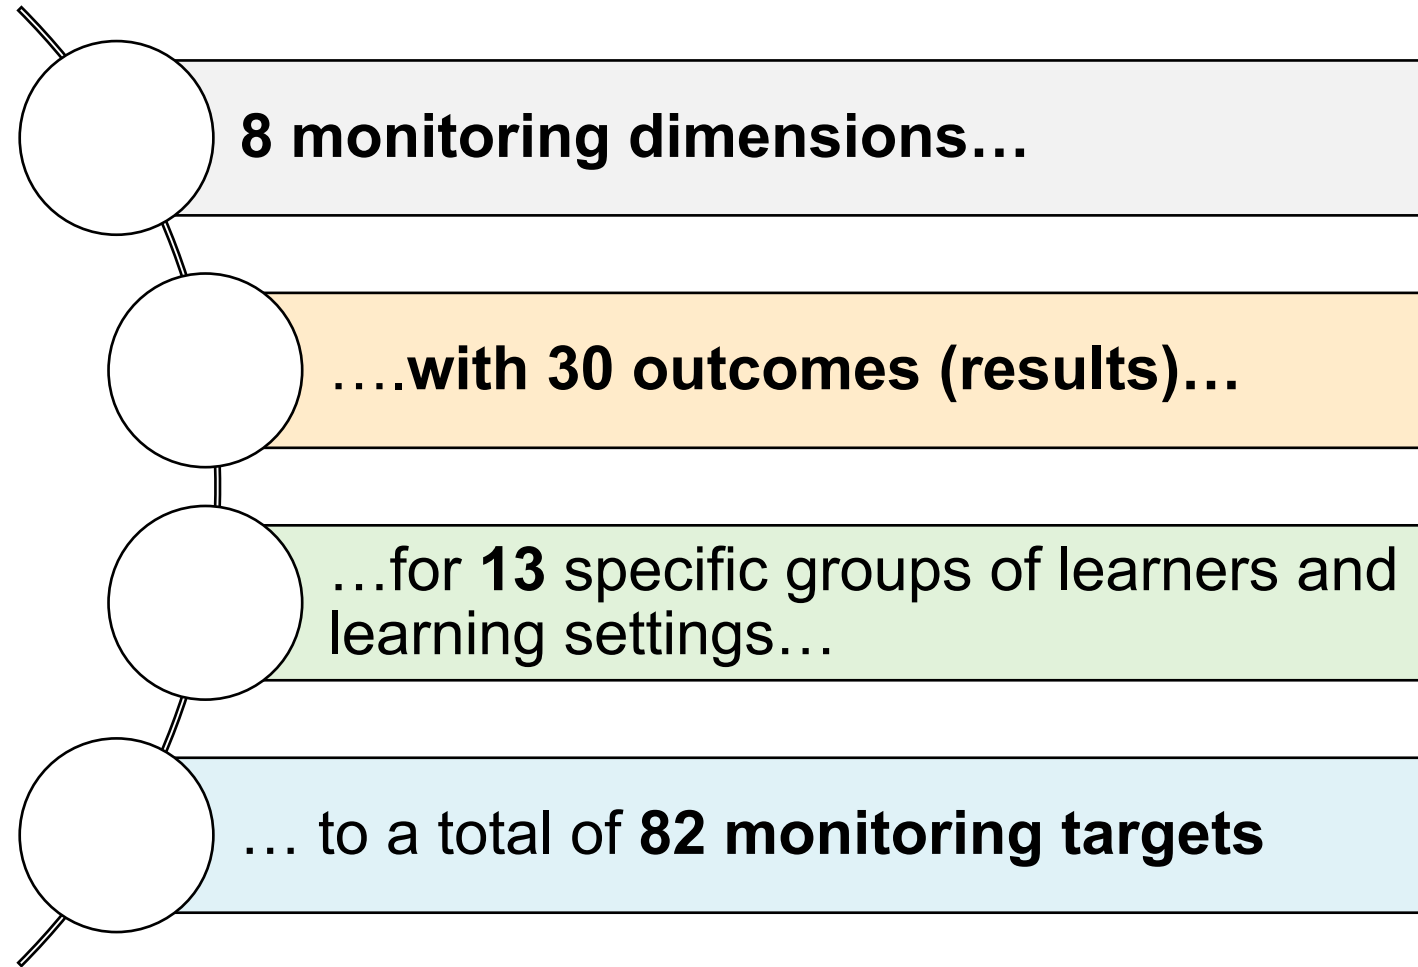 8 monitoring dimensions…
….with 30 outcomes (results)…
…for 13 specific groups of learners and
learning settings…
… to a total of 82 monitoring targets